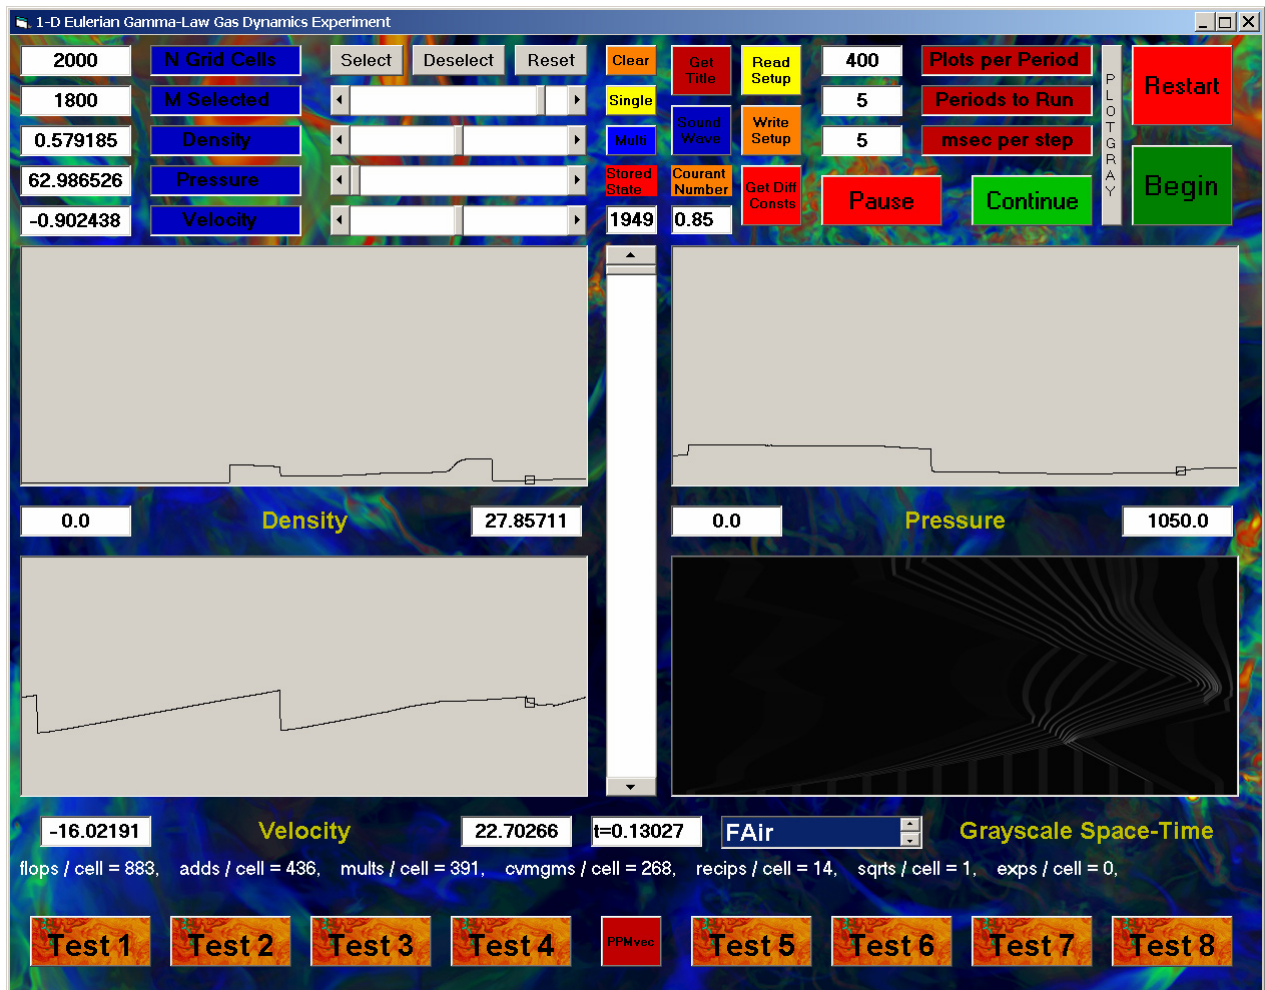 1-D Eulerian Gamma-Law Gas Dynamics Experiment
2000 N Grid Cells Select Deselect Reset Clear Get Title Read Setup 400 Plots per Period PLOTGRAY Restart
1800 M Selected Single 5 Periods to Run
0.579185 Density Multi Sound Wave Write Setup 5 msec per step
62.986526 Pressure Stored State Courant Number Get Diff Consts Pause Continue Begin
-0.902438 Velocity 1949 0.85
0.0 Density 27.85711 0.0 Pressure 1050.0
-16.02191 Velocity 22.70266 t=0.13027 FAir Grayscale Space-Time
flops / cell = 883, adds / cell = 436, mults / cell = 391, cvmgms / cell = 268, recips / cell = 14, sqrts / cell = 1, exps / cell = 0,
Test 1 Test 2 Test 3 Test 4 PPMvec Test 5 Test 6 Test 7 Test 8